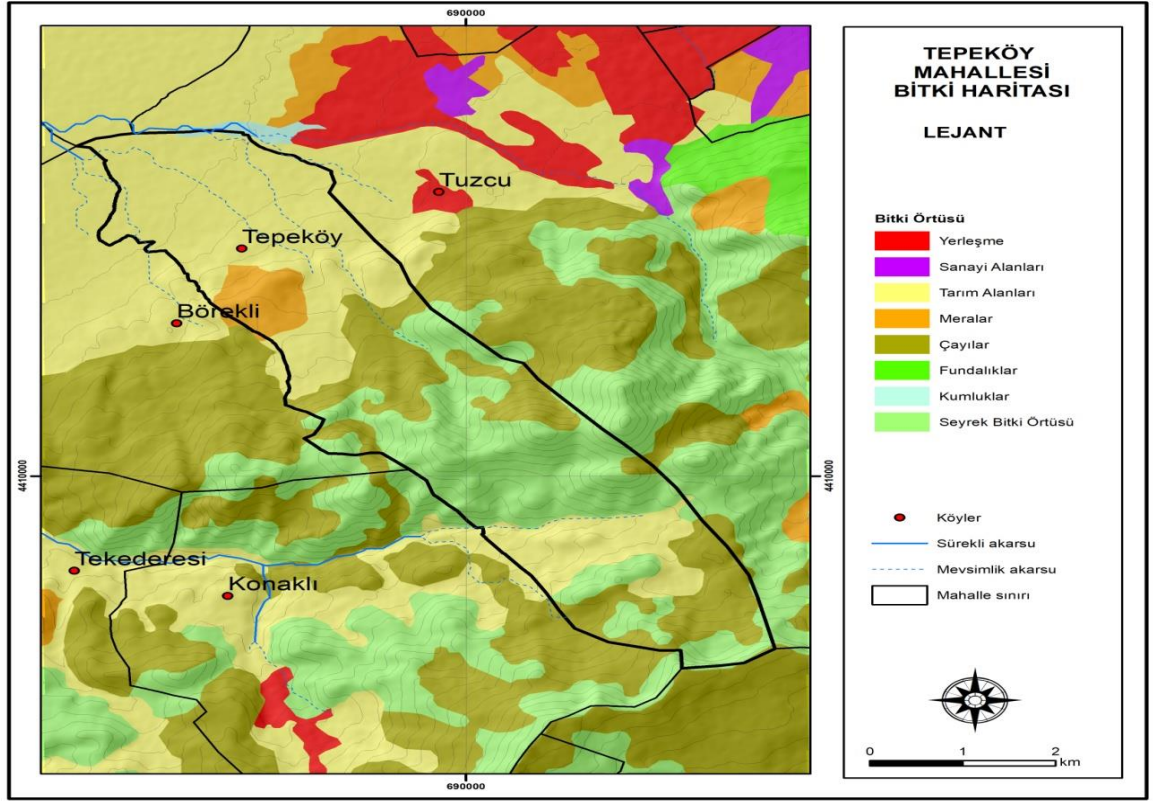 690000
4410000
4410000
690000
Tuzcu
Tepeköy
Börekli
Tekederesi
Konaklı
TEPEKÖY
MAHALLESİ
BİTKİ HARİTASI
LEJANT
Bitki Örtüsü
Yerleşme
Sanayi Alanları
Tarım Alanları
Meralar
Çayılar
Fundalıklar
Kumluklar
Seyrek Bitki Örtüsü
Köyler
Sürekli akarsu
Mevsimlik akarsu
Mahalle sınırı
0 1 2
km